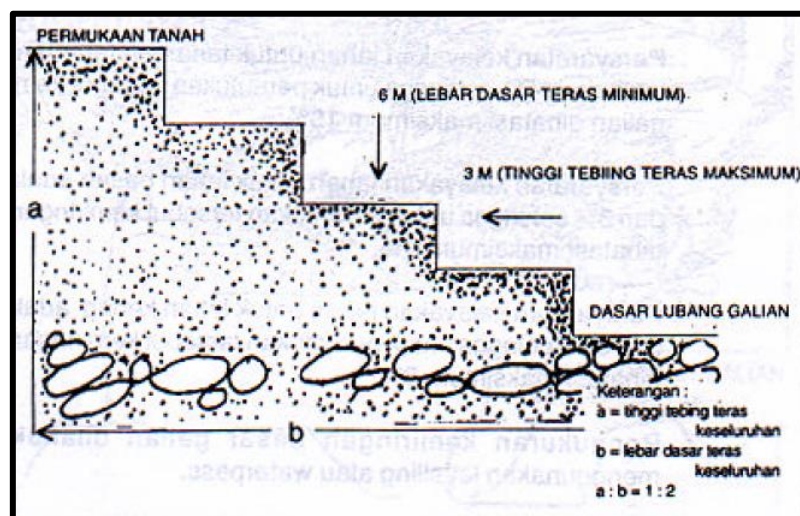 PERMUKAAN TANAH
6 M (LEBAR DASAR TERAS MINIMUM)
3 M (TINGGI TEBIING TERAS MAKSIMUM)
a
DASAR LUBANG GALIAN
Keterangan :
a = tinggi tebing teras
keseluruhan
b = lebar dasar teras
keseluruhan
a : b = 1 : 2
b